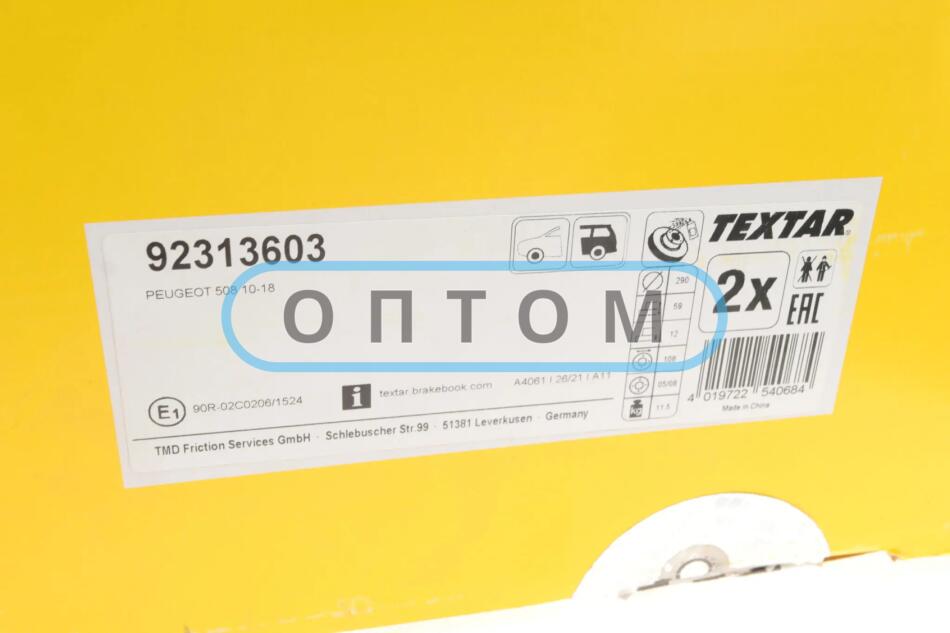 92313603
PEUGEOT 508 10-18
ОПТОМ
TEXTAR
2x
EAC
290
59
12
108
05/08
kg 11.5
E1 90R-02C0206/1524
i textar.brakebook.com
A4061 | 26/21 | A11
4 019722 540684
Made in China
TMD Friction Services GmbH · Schlebuscher Str.99 · 51381 Leverkusen · Germany